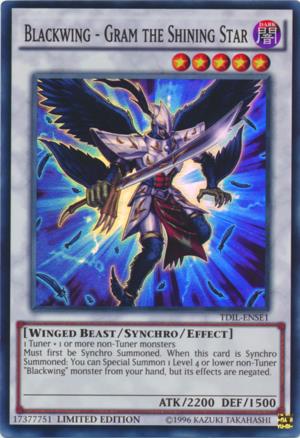 BLACKWING - GRAM THE SHINING STAR
DARK
闇
TDIL-ENSE1
[WINGED BEAST/SYNCHRO/EFFECT]
1 Tuner + 1 or more non-Tuner monsters
Must first be Synchro Summoned. When this card is Synchro
Summoned: You can Special Summon 1 Level 4 or lower non-Tuner
"Blackwing" monster from your hand, but its effects are negated.
ATK/2200 DEF/1500
17377751 LIMITED EDITION ©1996 KAZUKI TAKAHASHI